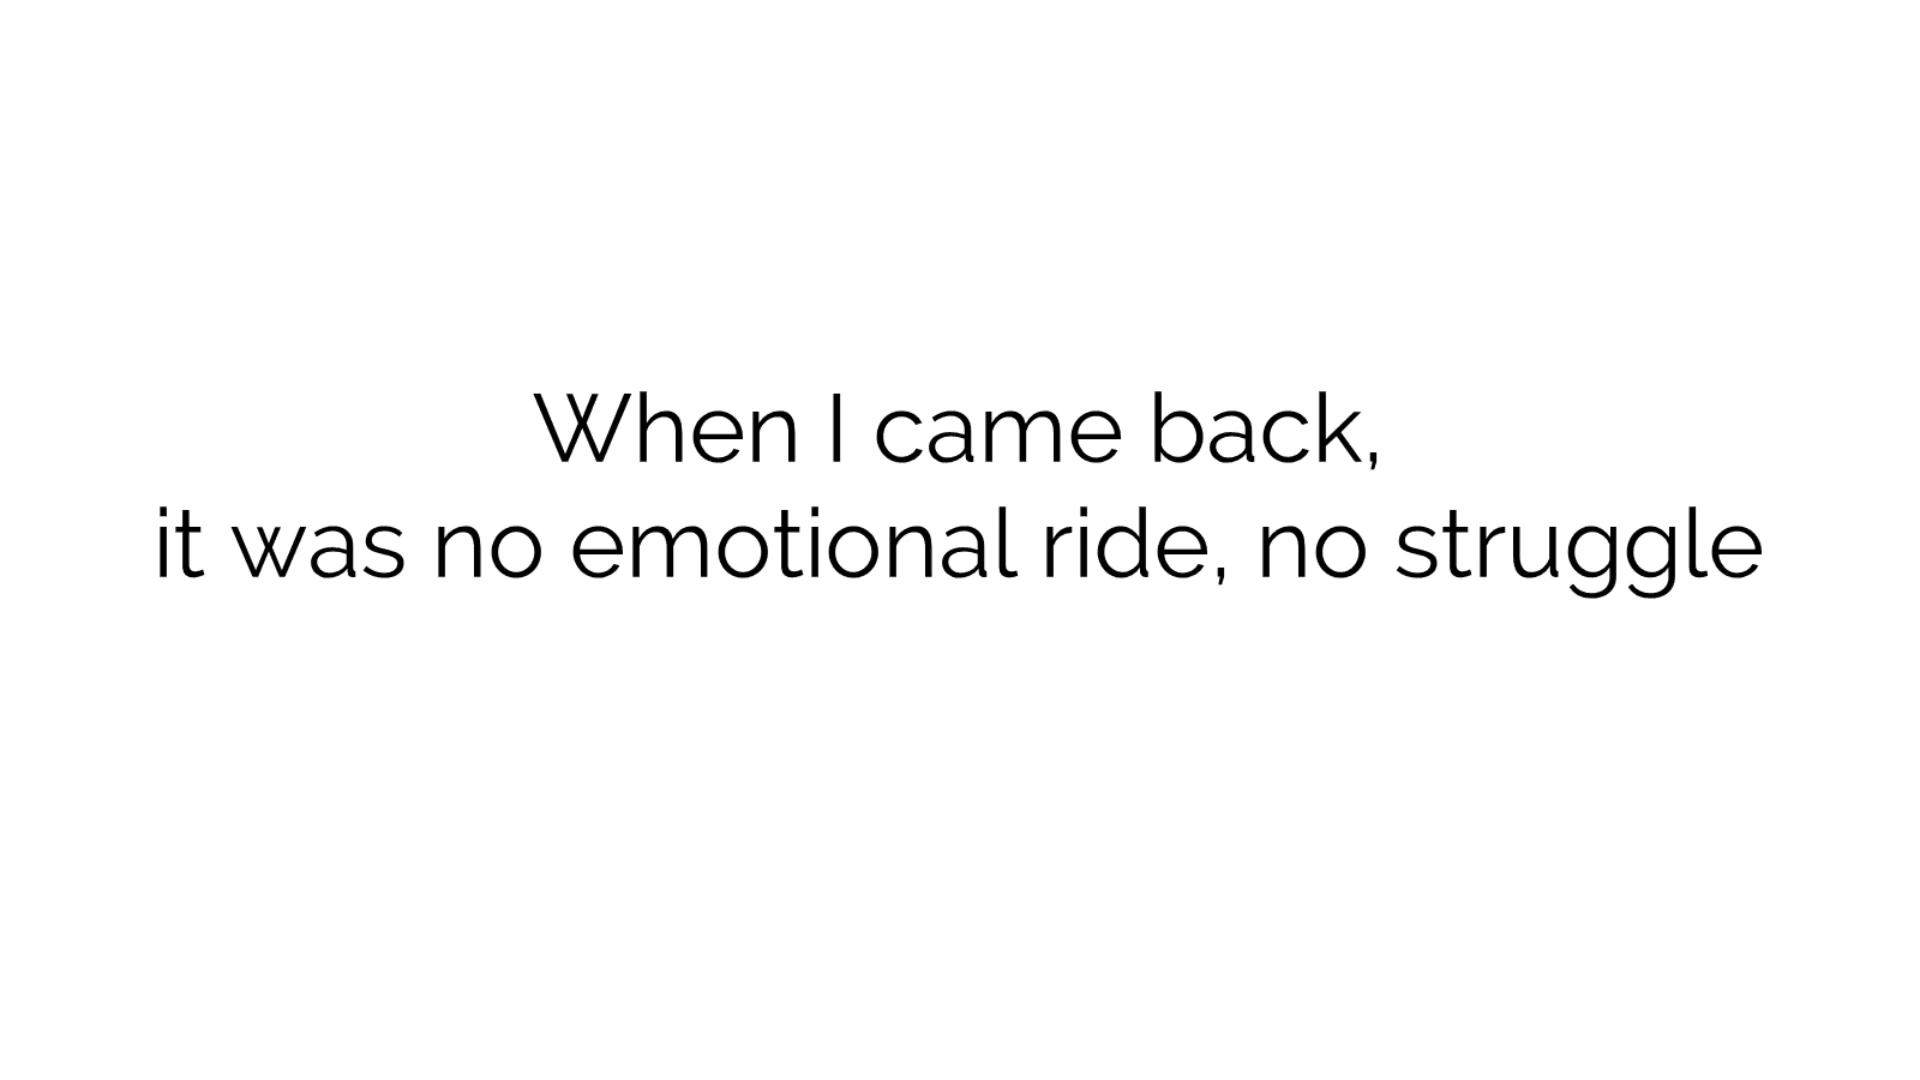 When I came back,
it was no emotional ride, no struggle